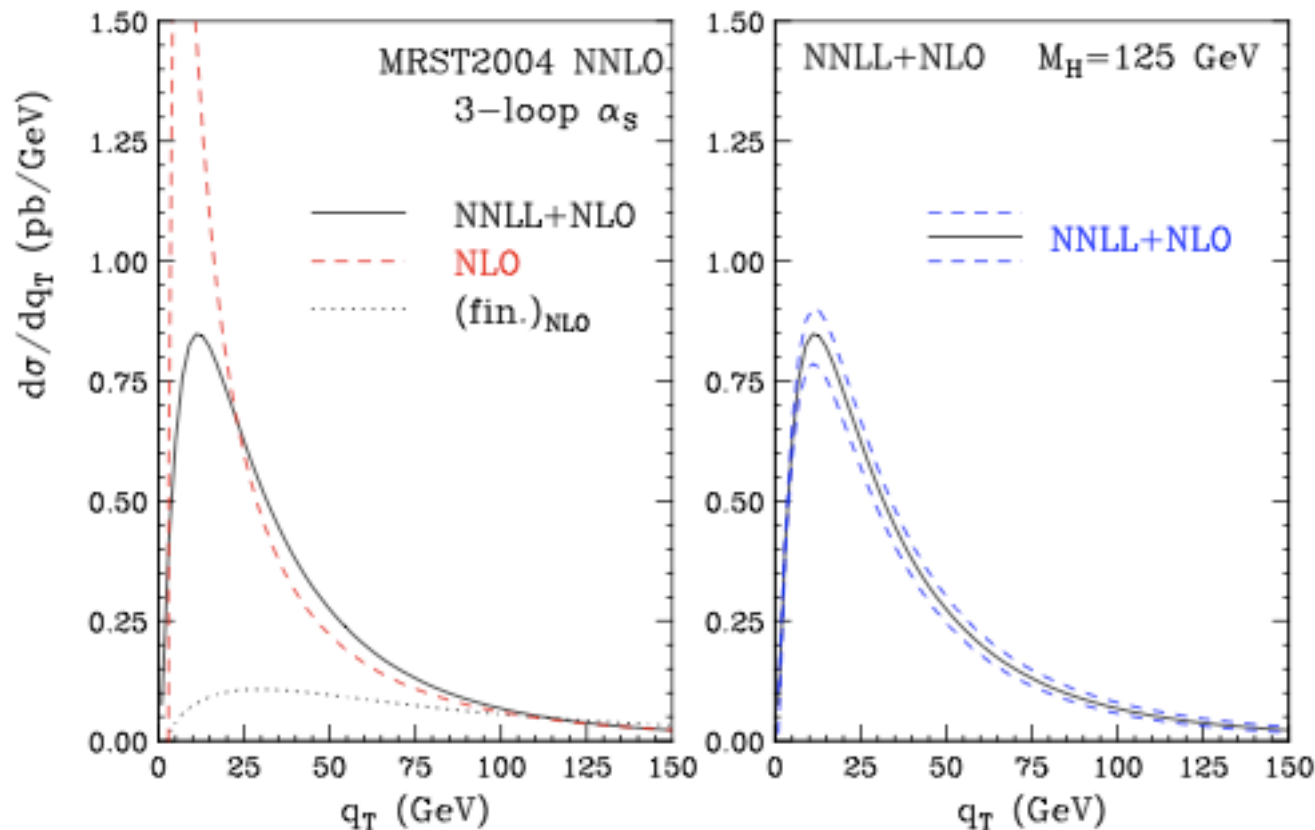 dσ/dq_T (pb/GeV)
1.50
1.25
1.00
0.75
0.50
0.25
0.00
MRST2004 NNLO
3-loop α_S
NNLL+NLO
NLO
(fin.)_NLO
0 25 50 75 100 125 150
q_T (GeV)
1.50
1.25
1.00
0.75
0.50
0.25
0.00
NNLL+NLO M_H=125 GeV
NNLL+NLO
0 25 50 75 100 125 150
q_T (GeV)